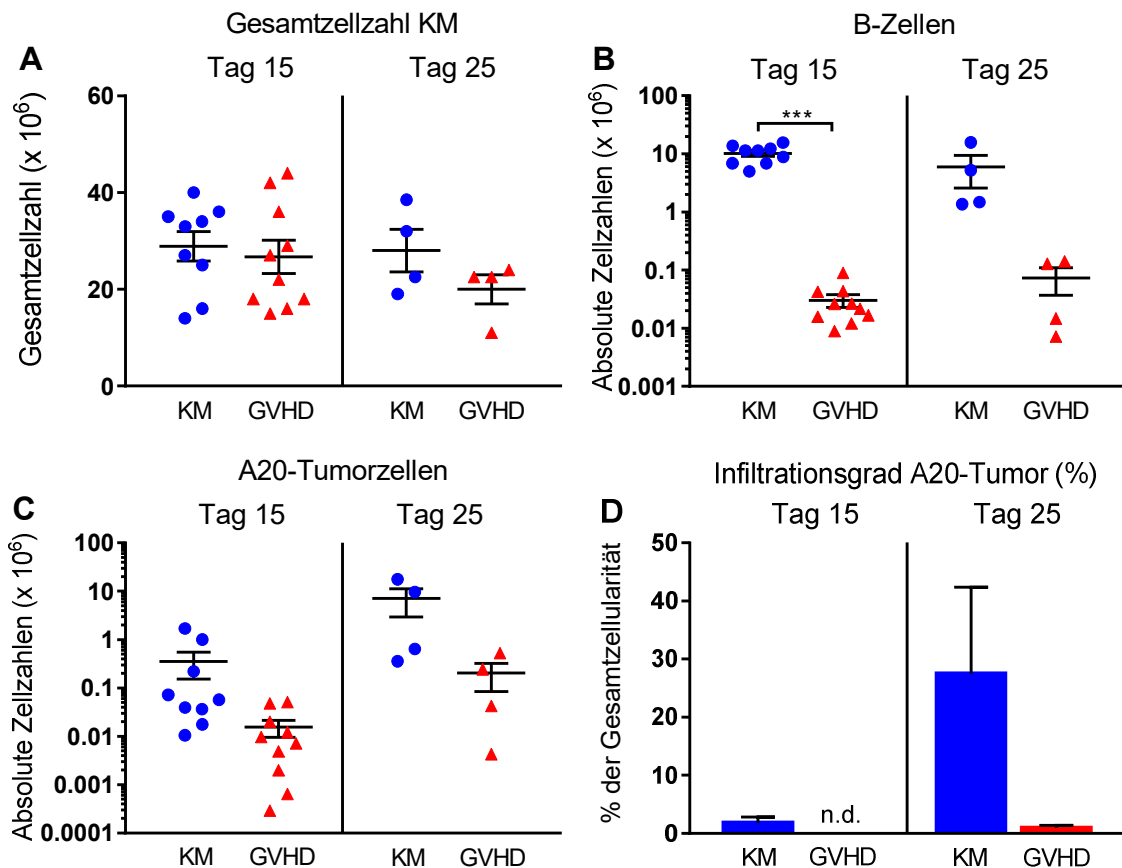 Gesamtzellzahl KM
A
Tag 15
Tag 25
Gesamtzellzahl (x 10⁶)
60
40
20
0
KM
GVHD
KM
GVHD
B-Zellen
B
Tag 15
Tag 25
Absolute Zellzahlen (x 10⁶)
100
10
1
0.1
0.01
0.001
***
KM
GVHD
KM
GVHD
A20-Tumorzellen
C
Tag 15
Tag 25
Absolute Zellzahlen (x 10⁶)
100
10
1
0.1
0.01
0.001
0.0001
KM
GVHD
KM
GVHD
Infiltrationsgrad A20-Tumor (%)
D
Tag 15
Tag 25
% der Gesamtzellularität
50
40
30
20
10
0
n.d.
KM
GVHD
KM
GVHD